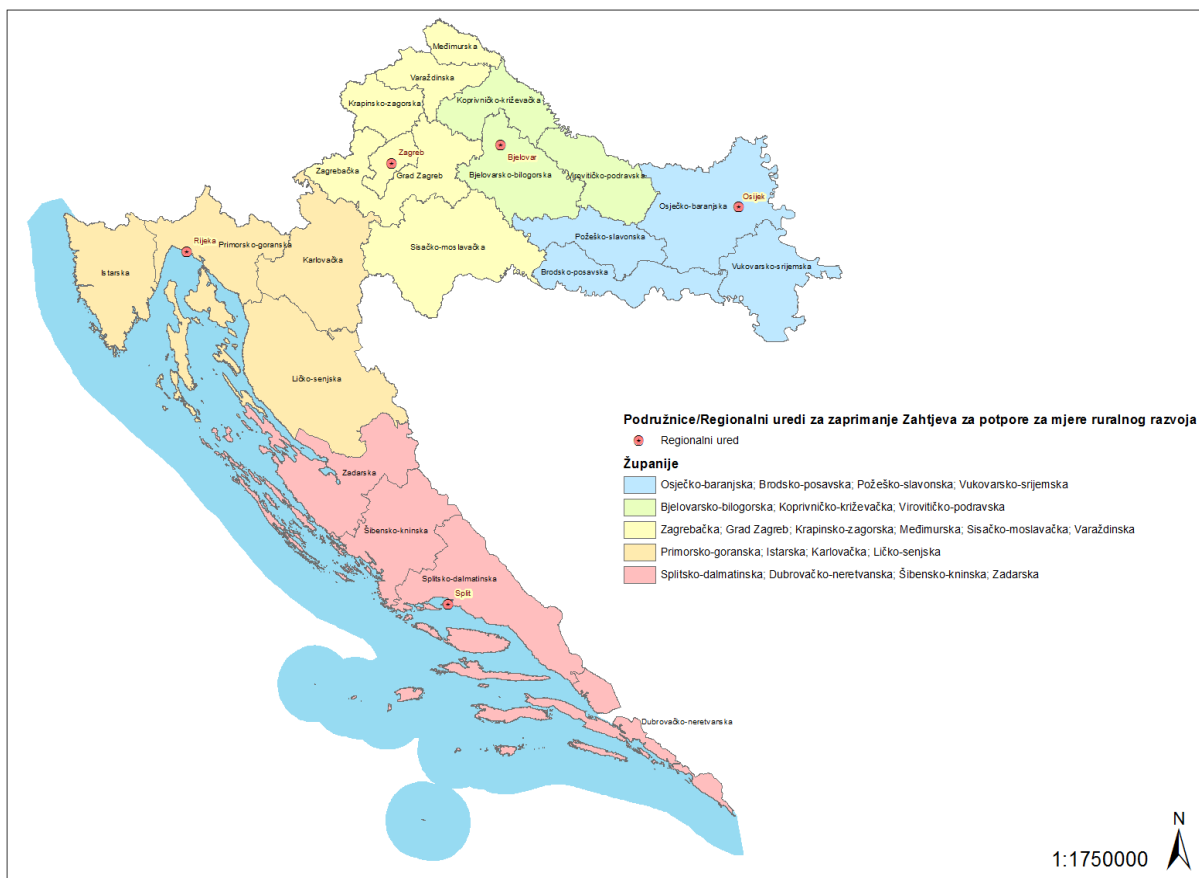 Međimurska
Varaždinska
Koprivničko-križevačka
Krapinsko-zagorska
Zagreb
Bjelovar
Zagrebačka
Grad Zagreb
Bjelovarsko-bilogorska
Virovitičko-podravska
Osijek
Osječko-baranjska
Požeško-slavonska
Sisačko-moslavačka
Rijeka
Primorsko-goranska
Karlovačka
Istarska
Brodsko-posavska
Vukovarsko-srijemska
Ličko-senjska
Podružnice/Regionalni uredi za zaprimanje Zahtjeva za potpore za mjere ruralnog razvoja
Regionalni ured
Županije
Osječko-baranjska; Brodsko-posavska; Požeško-slavonska; Vukovarsko-srijemska
Bjelovarsko-bilogorska; Koprivničko-križevačka; Virovitičko-podravska
Zagrebačka; Grad Zagreb; Krapinsko-zagorska; Međimurska; Sisačko-moslavačka; Varaždinska
Primorsko-goranska; Istarska; Karlovačka; Ličko-senjska
Splitsko-dalmatinska; Dubrovačko-neretvanska; Šibensko-kninska; Zadarska
Zadarska
Šibensko-kninska
Splitsko-dalmatinska
Split
Dubrovačko-neretvanska
N
1:1750000